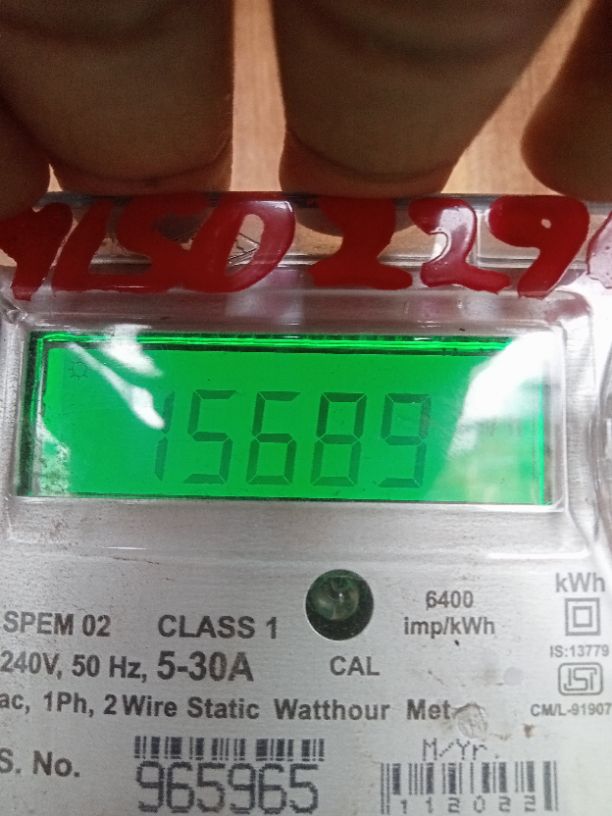 15689
6400
imp/kWh
kWh
SPEM 02 CLASS 1
240V, 50 Hz, 5-30A
CAL
IS:13779
ac, 1Ph, 2 Wire Static Watthour Met
CM/L-91907
S. No.
965965
M/Yr.
112022